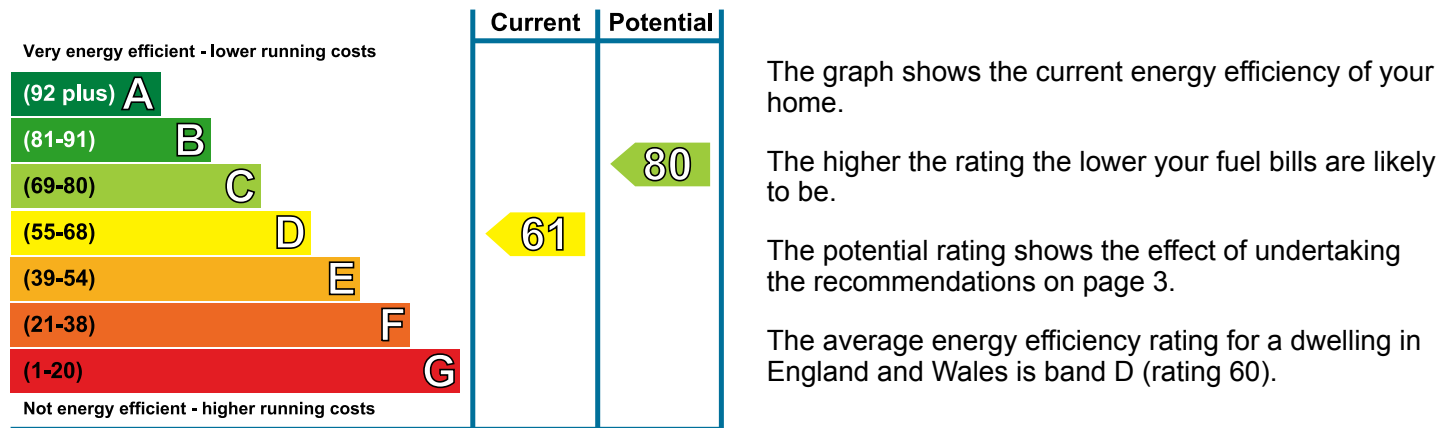 Current Potential
Very energy efficient - lower running costs
(92 plus) A
(81-91) B
(69-80) C
(55-68) D
(39-54) E
(21-38) F
(1-20) G
Not energy efficient - higher running costs
80
61
The graph shows the current energy efficiency of your
home.
The higher the rating the lower your fuel bills are likely
to be.
The potential rating shows the effect of undertaking
the recommendations on page 3.
The average energy efficiency rating for a dwelling in
England and Wales is band D (rating 60).